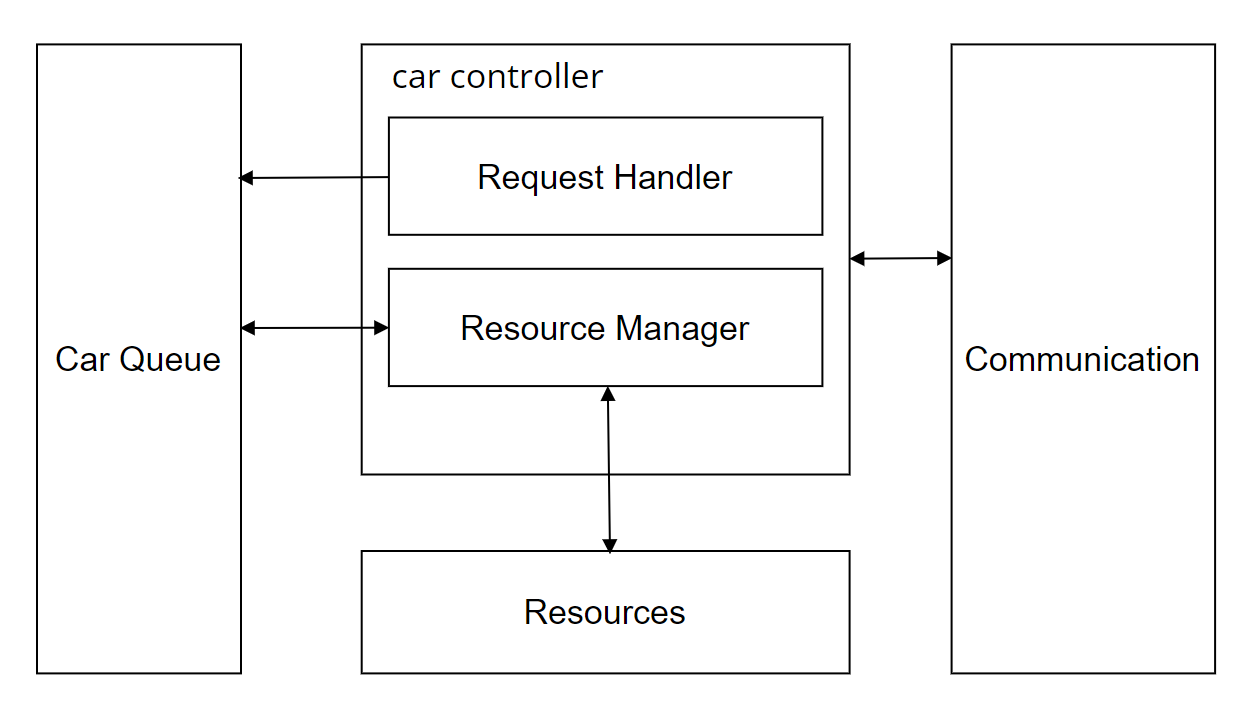 car controller
Request Handler
Resource Manager
Car Queue
Communication
Resources